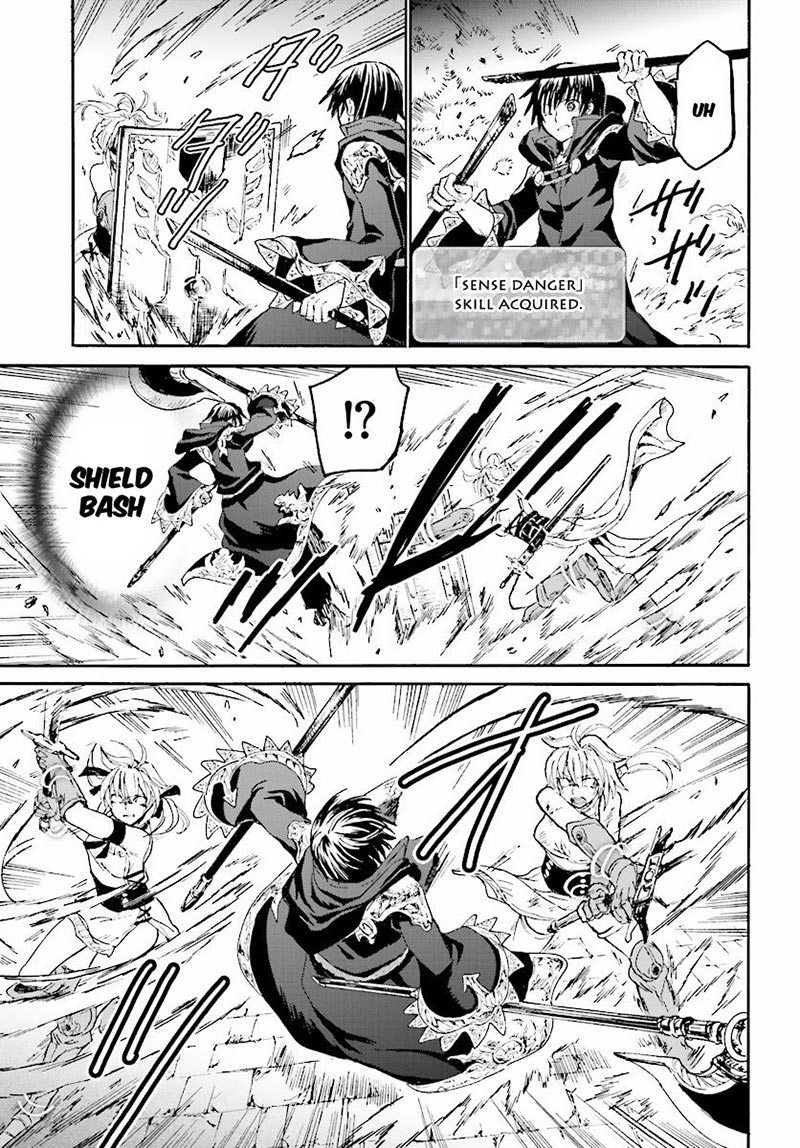 UH
「SENSE DANGER」
SKILL ACQUIRED.
!?
SHIELD
BASH